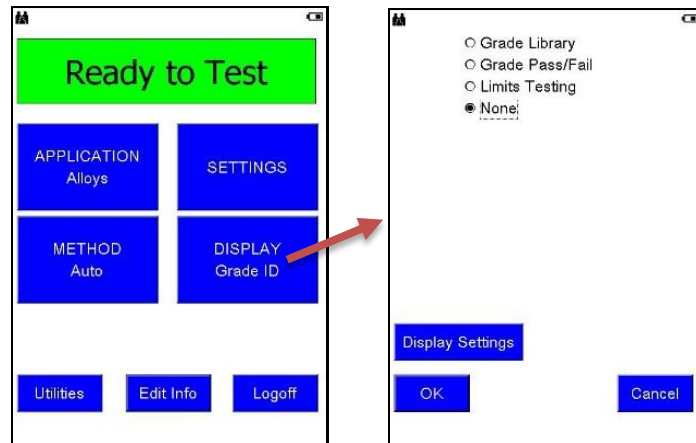 Ready to Test
APPLICATION
Alloys
SETTINGS
METHOD
Auto
DISPLAY
Grade ID
Utilities
Edit Info
Logoff
Grade Library
Grade Pass/Fail
Limits Testing
None
Display Settings
OK
Cancel